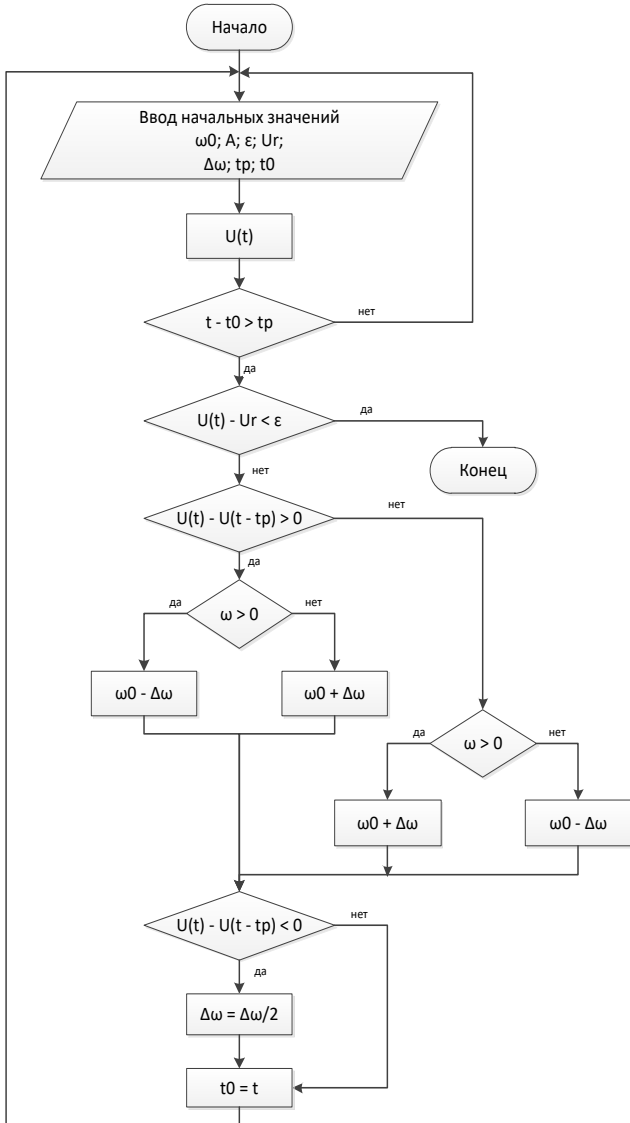 Начало
Ввод начальных значений
ω0; A; ε; Ur;
Δω; tp; t0
U(t)
t - t0 > tp
нет
да
U(t) - Ur < ε
да
Конец
нет
U(t) - U(t - tp) > 0
нет
да
да
ω > 0
нет
ω0 - Δω
ω0 + Δω
да
ω > 0
нет
ω0 + Δω
ω0 - Δω
U(t) - U(t - tp) < 0
нет
да
Δω = Δω/2
t0 = t